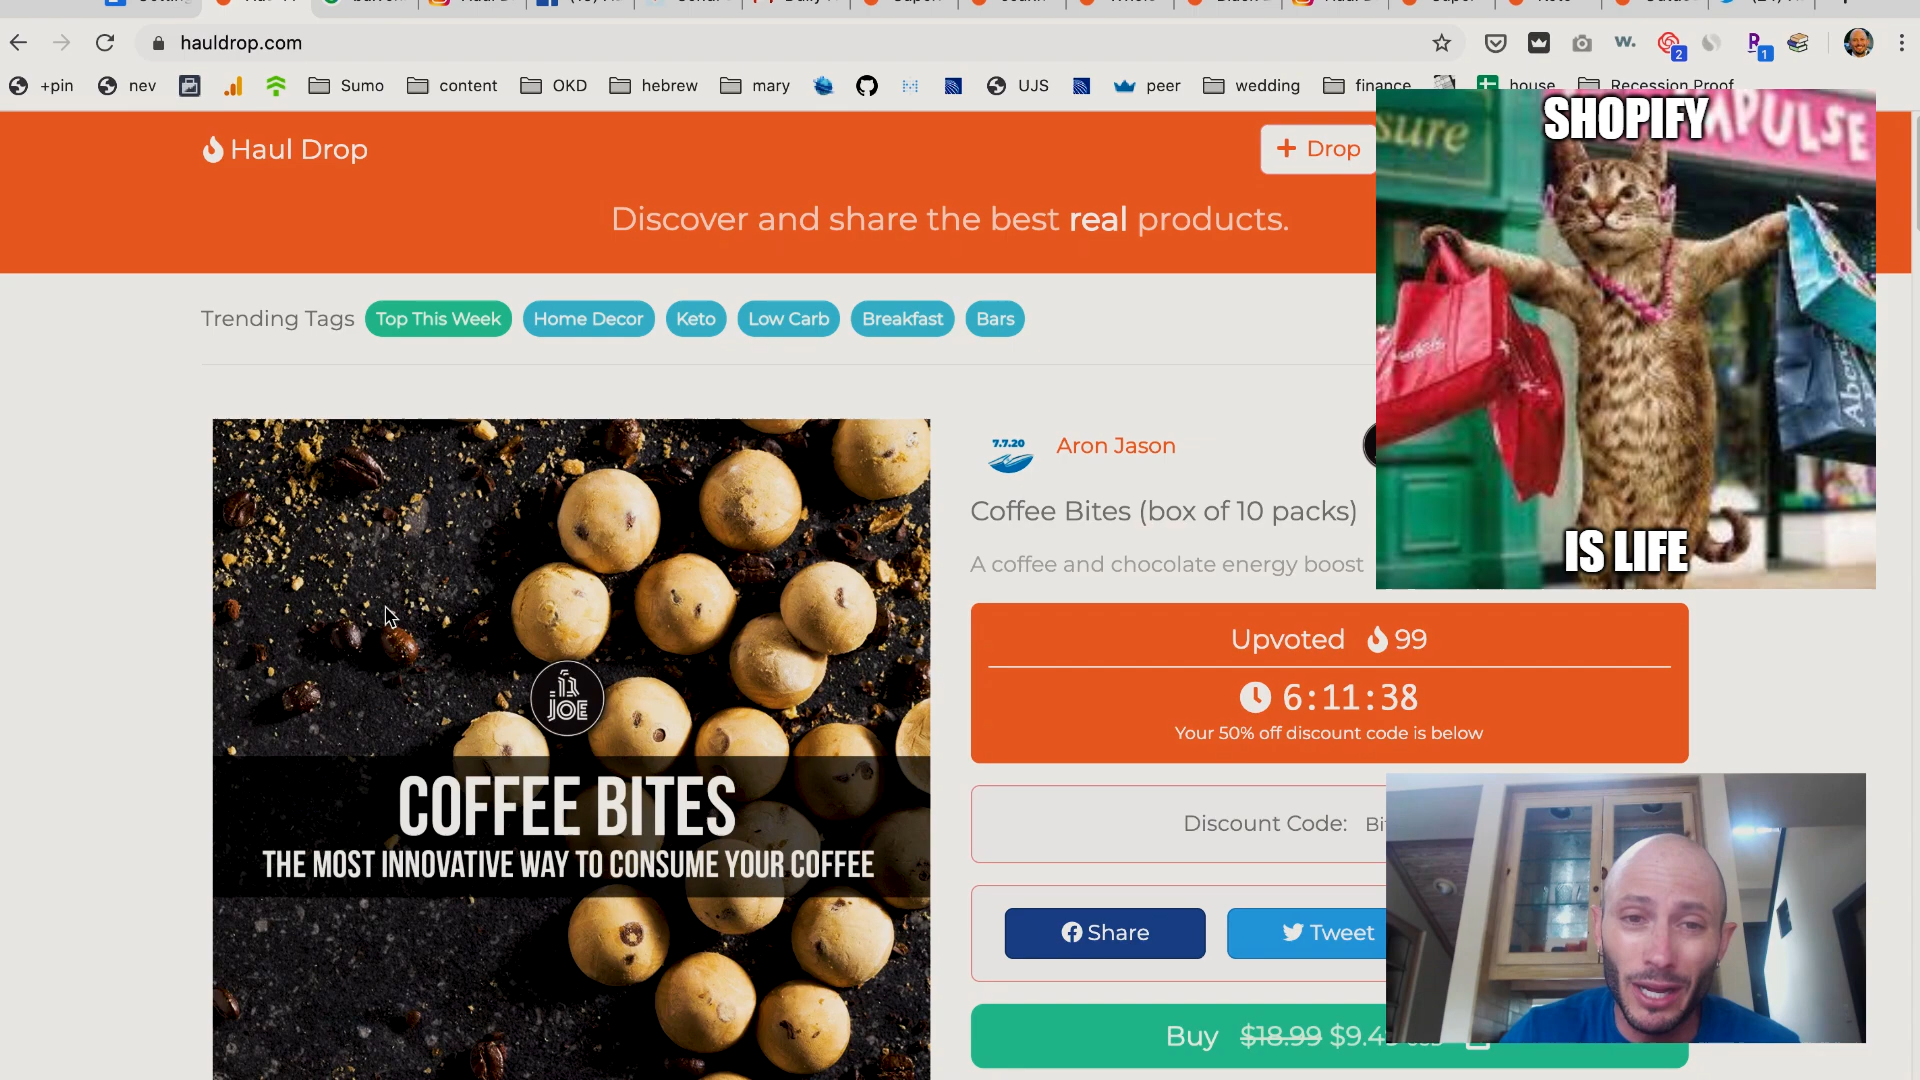 hauldrop.com
2
1
+pin
nev
Sumo
content
OKD
hebrew
mary
UJS
peer
wedding
finance
house
Recession Proof
Haul Drop
+ Drop
Discover and share the best real products.
Trending Tags
Top This Week
Home Decor
Keto
Low Carb
Breakfast
Bars
SHOPIFY
IS LIFE
7.7.20
Aron Jason
Coffee Bites (box of 10 packs)
A coffee and chocolate energy boost
Upvoted 99
6:11:38
Your 50% off discount code is below
Discount Code:
Share
Tweet
Buy $18.99
JOE
COFFEE BITES
THE MOST INNOVATIVE WAY TO CONSUME YOUR COFFEE